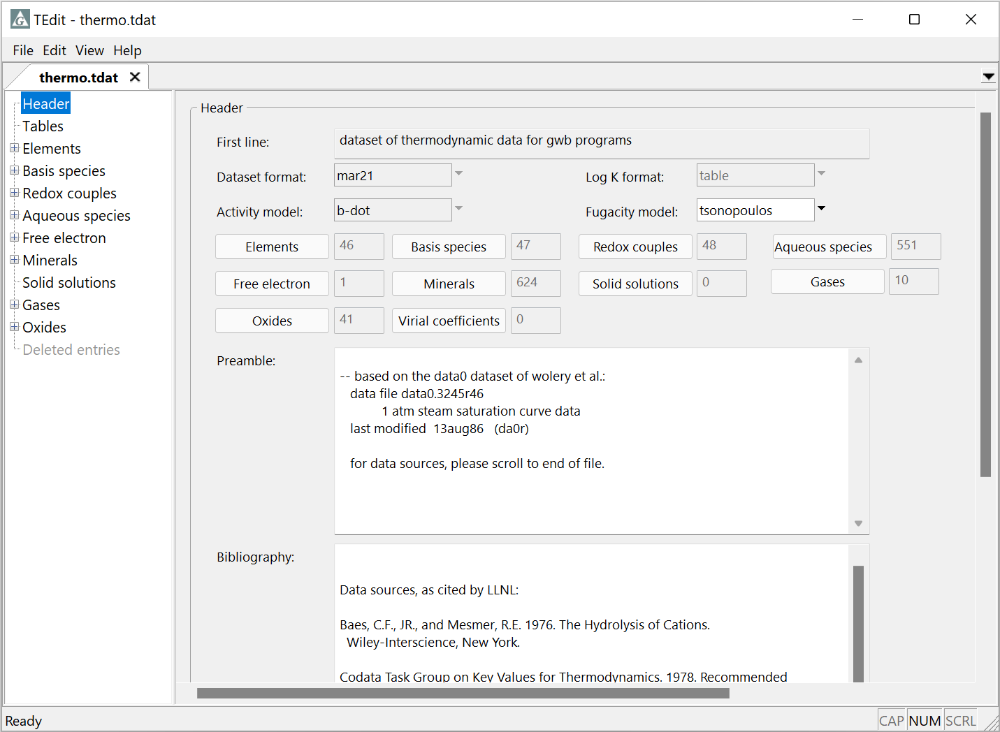 TEdit - thermo.tdat
File Edit View Help
thermo.tdat
Header
Tables
Elements
Basis species
Redox couples
Aqueous species
Free electron
Minerals
Solid solutions
Gases
Oxides
Deleted entries
Header
First line: dataset of thermodynamic data for gwb programs
Dataset format: mar21 Log K format: table
Activity model: b-dot Fugacity model: tsonopoulos
Elements 46 Basis species 47 Redox couples 48 Aqueous species 551
Free electron 1 Minerals 624 Solid solutions 0 Gases 10
Oxides 41 Virial coefficients 0
Preamble:
-- based on the data0 dataset of wolery et al.:
data file data0.3245r46
1 atm steam saturation curve data
last modified 13aug86 (da0r)
for data sources, please scroll to end of file.
Bibliography:
Data sources, as cited by LLNL:
Baes, C.F., JR., and Mesmer, R.E. 1976. The Hydrolysis of Cations.
Wiley-Interscience, New York.
Codata Task Group on Key Values for Thermodynamics. 1978. Recommended
Ready CAP NUM SCRL